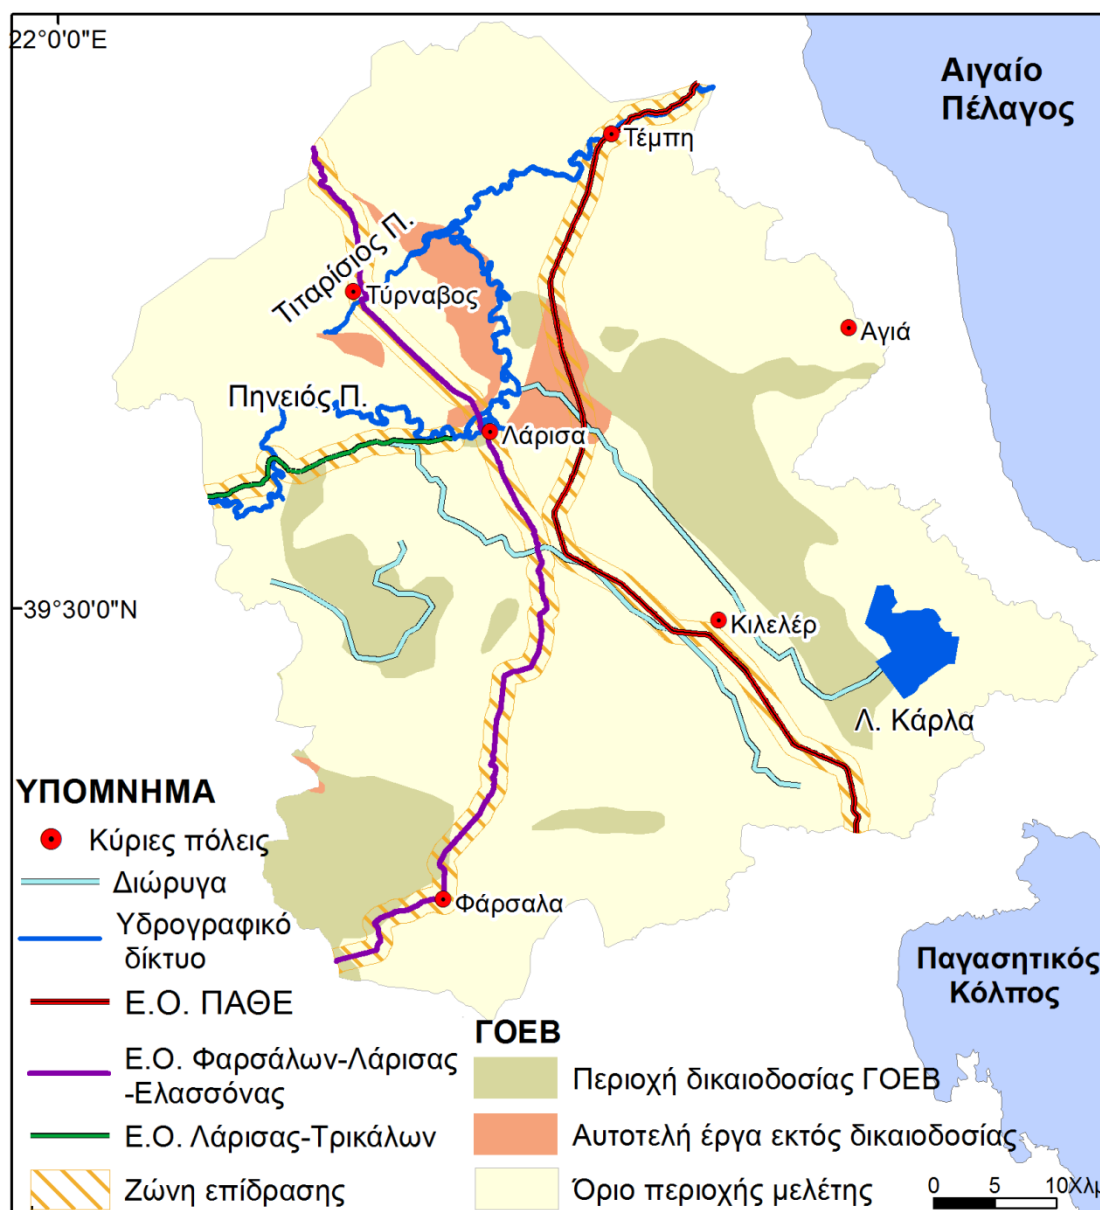 22°0'0"E
Αιγαίο
Πέλαγος
Τέμπη
Τιταρίσιος Π.
Τύρναβος
Αγιά
Πηνειός Π.
Λάρισα
39°30'0"N
Κιλελέρ
Λ. Κάρλα
ΥΠΟΜΝΗΜΑ
Κύριες πόλεις
Διώρυγα
Φάρσαλα
Υδρογραφικό
δίκτυο
Παγασητικός
Κόλπος
Ε.Ο. ΠΑΘΕ
ΓΟΕΒ
Ε.Ο. Φαρσάλων-Λάρισας
-Ελασσόνας
Περιοχή δικαιοδοσίας ΓΟΕΒ
Ε.Ο. Λάρισας-Τρικάλων
Αυτοτελή έργα εκτός δικαιοδοσίας
Ζώνη επίδρασης
Όριο περιοχής μελέτης
0 5 10Χλμ